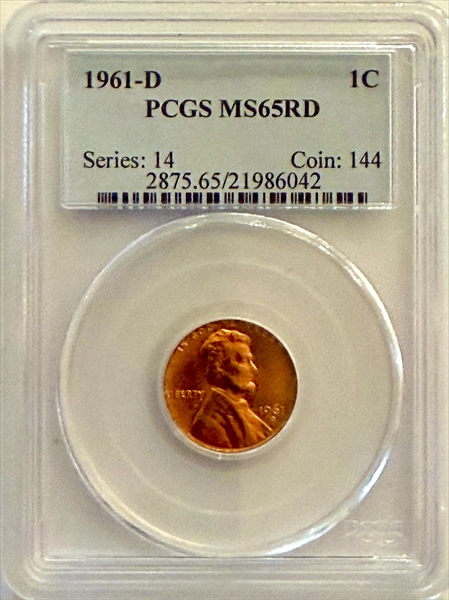 1961-D 1C
PCGS MS65RD
Series: 14 Coin: 144
2875.65/21986042
LIBERTY
1961
D